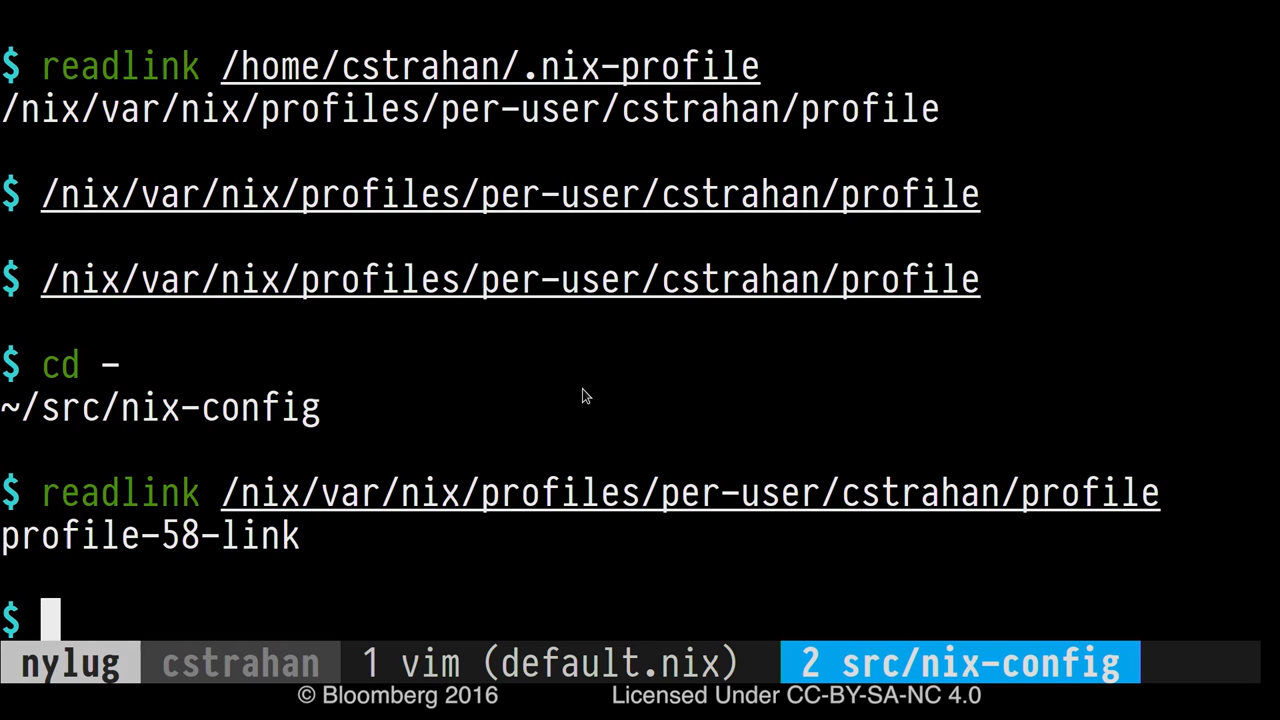 $ readlink /home/cstrahan/.nix-profile
/nix/var/nix/profiles/per-user/cstrahan/profile
$ /nix/var/nix/profiles/per-user/cstrahan/profile
$ /nix/var/nix/profiles/per-user/cstrahan/profile
$ cd -
~/src/nix-config
$ readlink /nix/var/nix/profiles/per-user/cstrahan/profile
profile-58-link
$
nylug cstrahan 1 vim (default.nix) 2 src/nix-config
© Bloomberg 2016 Licensed Under CC-BY-SA-NC 4.0